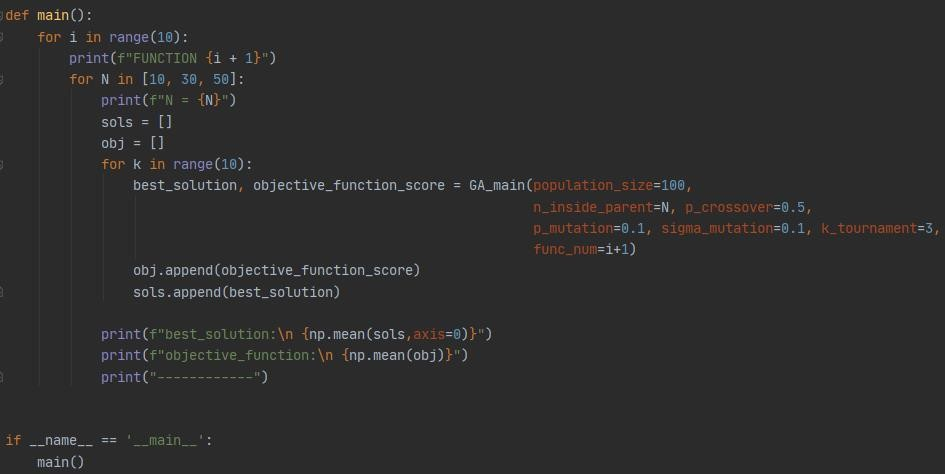 def main():
    for i in range(10):
        print(f"FUNCTION {i + 1}")
        for N in [10, 30, 50]:
            print(f"N = {N}")
            sols = []
            obj = []
            for k in range(10):
                best_solution, objective_function_score = GA_main(population_size=100,
                                                                  n_inside_parent=N, p_crossover=0.5,
                                                                  p_mutation=0.1, sigma_mutation=0.1, k_tournament=3,
                                                                  func_num=i+1)
                obj.append(objective_function_score)
                sols.append(best_solution)

            print(f"best_solution:\n {np.mean(sols,axis=0)}")
            print(f"objective_function:\n {np.mean(obj)}")
            print("------------")


if __name__ == '__main__':
    main()